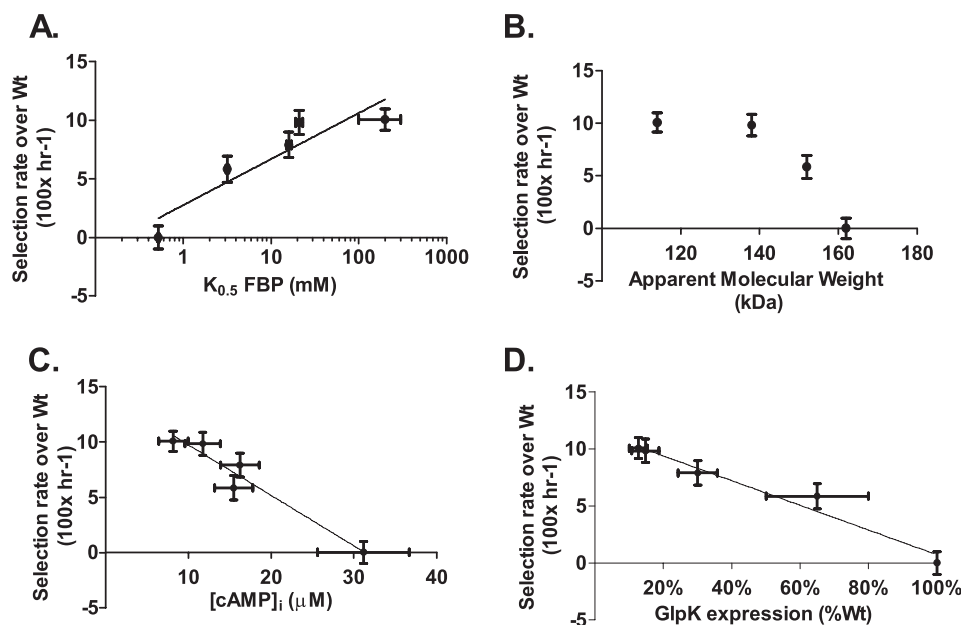 A.
Selection rate over Wt
(100x hr-1)
15
10
5
0
-5
1
10
100
1000
K0.5 FBP (mM)
B.
Selection rate over Wt
(100x hr-1)
15
10
5
0
-5
120
140
160
180
Apparent Molecular Weight
(kDa)
C.
Selection rate over Wt
(100x hr-1)
15
10
5
0
-5
10
20
30
40
[cAMP]i (μM)
D.
Selection rate over Wt
(100x hr-1)
15
10
5
0
-5
20%
40%
60%
80%
100%
GlpK expression (%Wt)